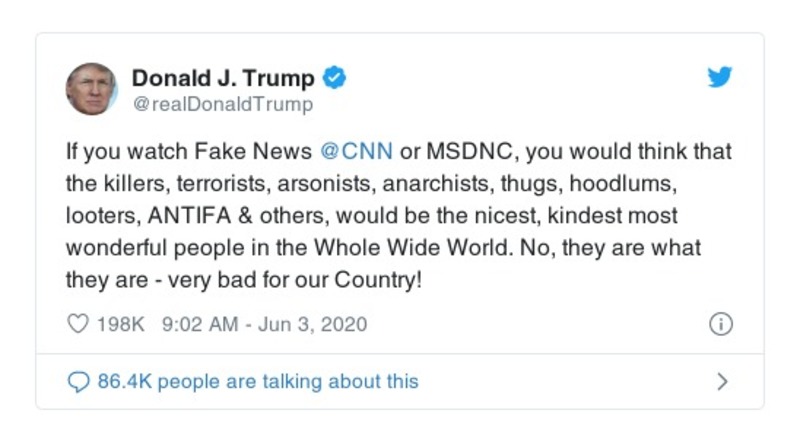 Donald J. Trump
@realDonaldTrump
If you watch Fake News @CNN or MSDNC, you would think that
the killers, terrorists, arsonists, anarchists, thugs, hoodlums,
looters, ANTIFA & others, would be the nicest, kindest most
wonderful people in the Whole Wide World. No, they are what
they are - very bad for our Country!
198K 9:02 AM - Jun 3, 2020
86.4K people are talking about this